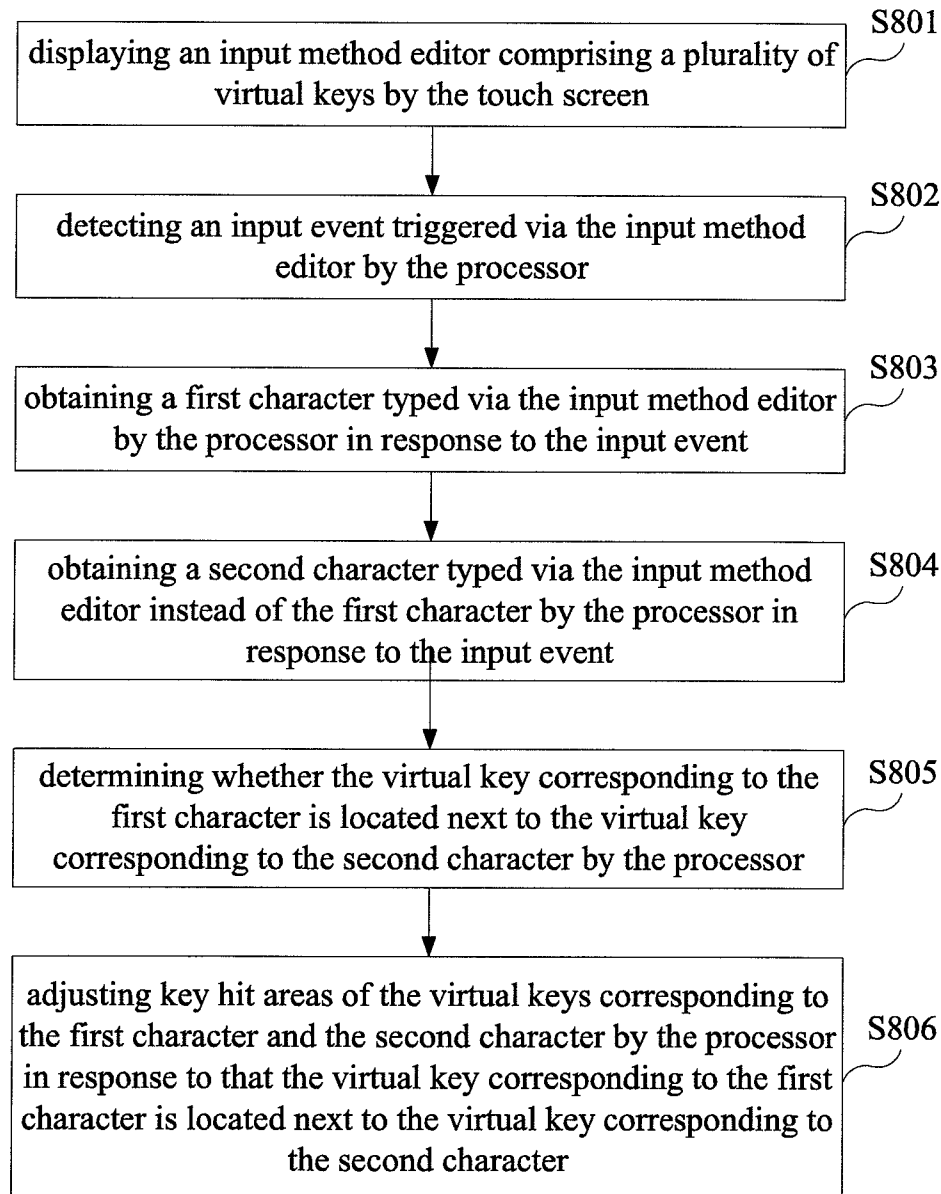 S801
displaying an input method editor comprising a plurality of
virtual keys by the touch screen
S802
detecting an input event triggered via the input method
editor by the processor
S803
obtaining a first character typed via the input method editor
by the processor in response to the input event
S804
obtaining a second character typed via the input method
editor instead of the first character by the processor in
response to the input event
S805
determining whether the virtual key corresponding to the
first character is located next to the virtual key
corresponding to the second character by the processor
S806
adjusting key hit areas of the virtual keys corresponding to
the first character and the second character by the processor
in response to that the virtual key corresponding to the first
character is located next to the virtual key corresponding to
the second character